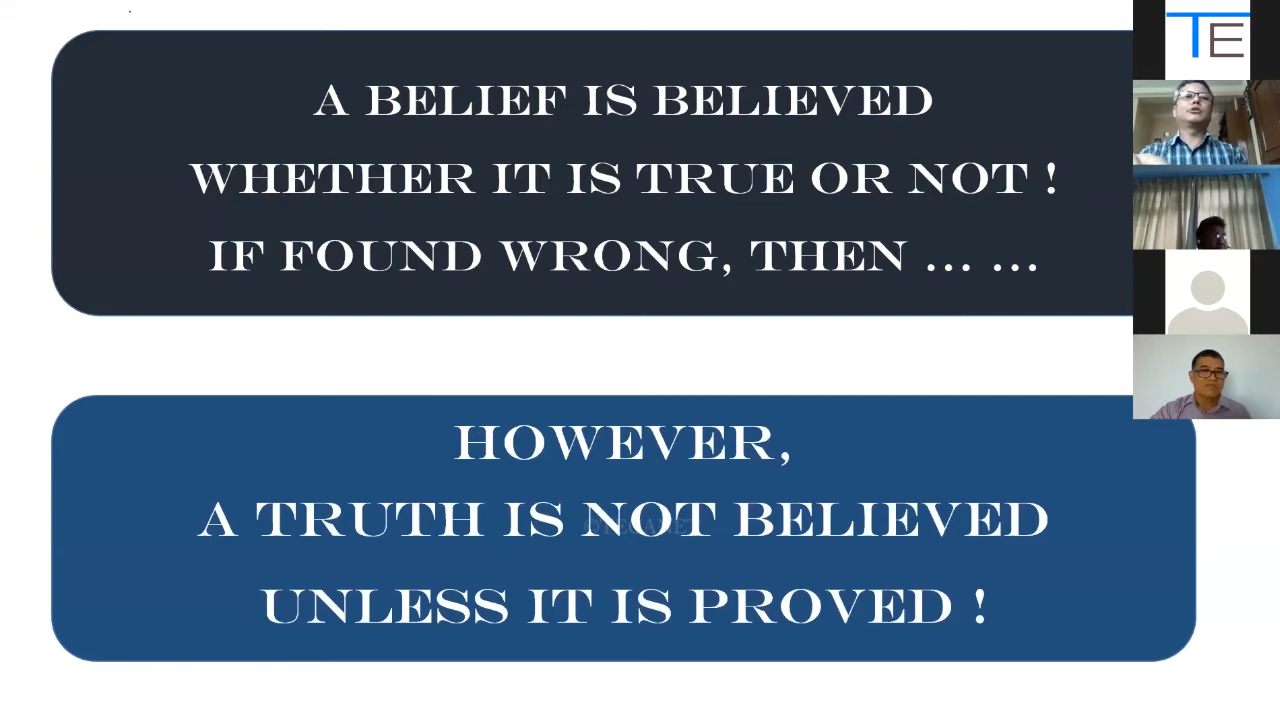 A BELIEF IS BELIEVED
WHETHER IT IS TRUE OR NOT !
IF FOUND WRONG, THEN ... ...
HOWEVER,
A TRUTH IS NOT BELIEVED
UNLESS IT IS PROVED !
TE